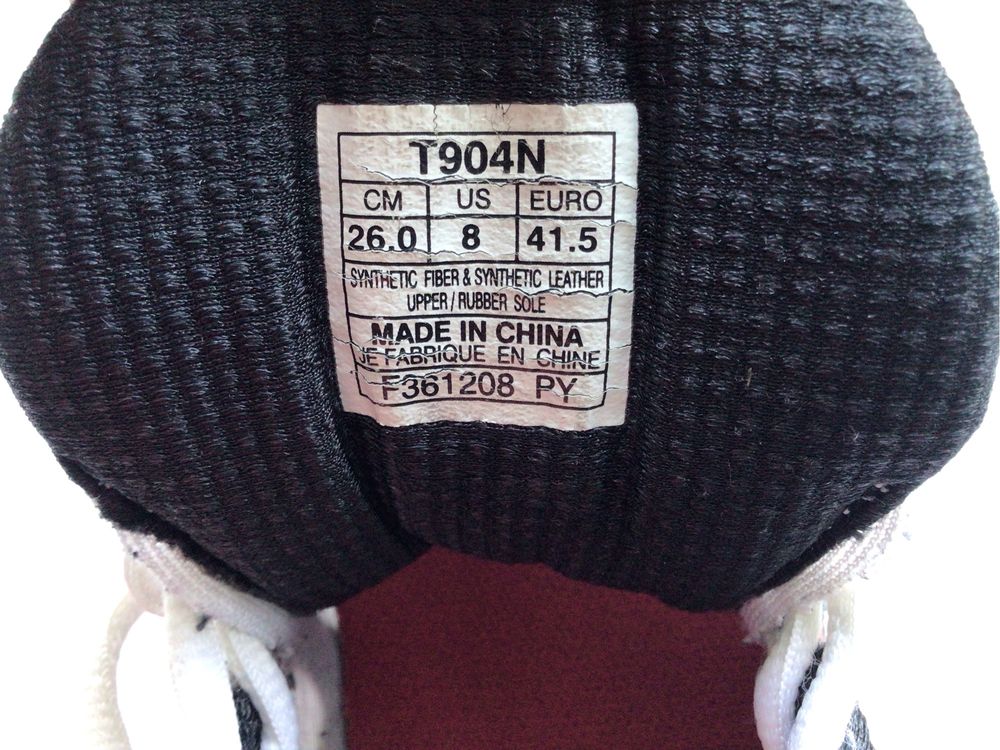 T904N
CM US EURO
26.0 8 41.5
SYNTHETIC FIBER & SYNTHETIC LEATHER
UPPER / RUBBER SOLE
MADE IN CHINA
JE FABRIQUE EN CHINE
F361208 PY